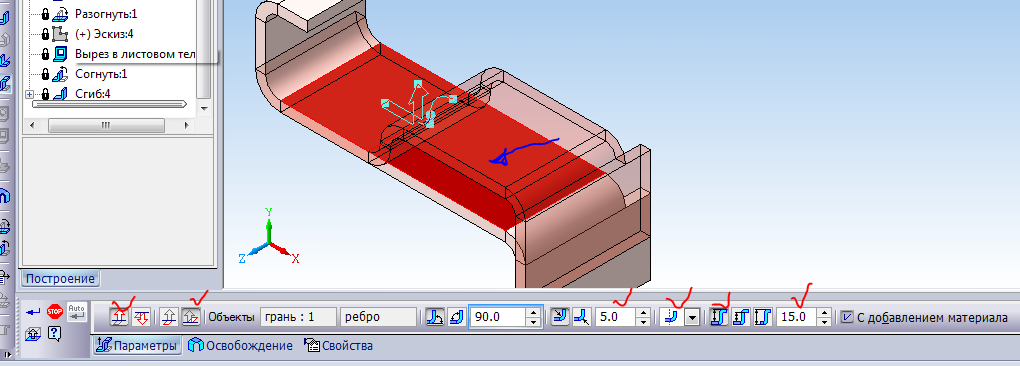 Разогнуть:1
(+) Эскиз:4
Вырез в листовом тел
Согнуть:1
Сгиб:4
Построение
Y
Z
X
STOP
Auto
Объекты
грань : 1
ребро
90.0
5.0
15.0
С добавлением материала
Параметры
Освобождение
Свойства